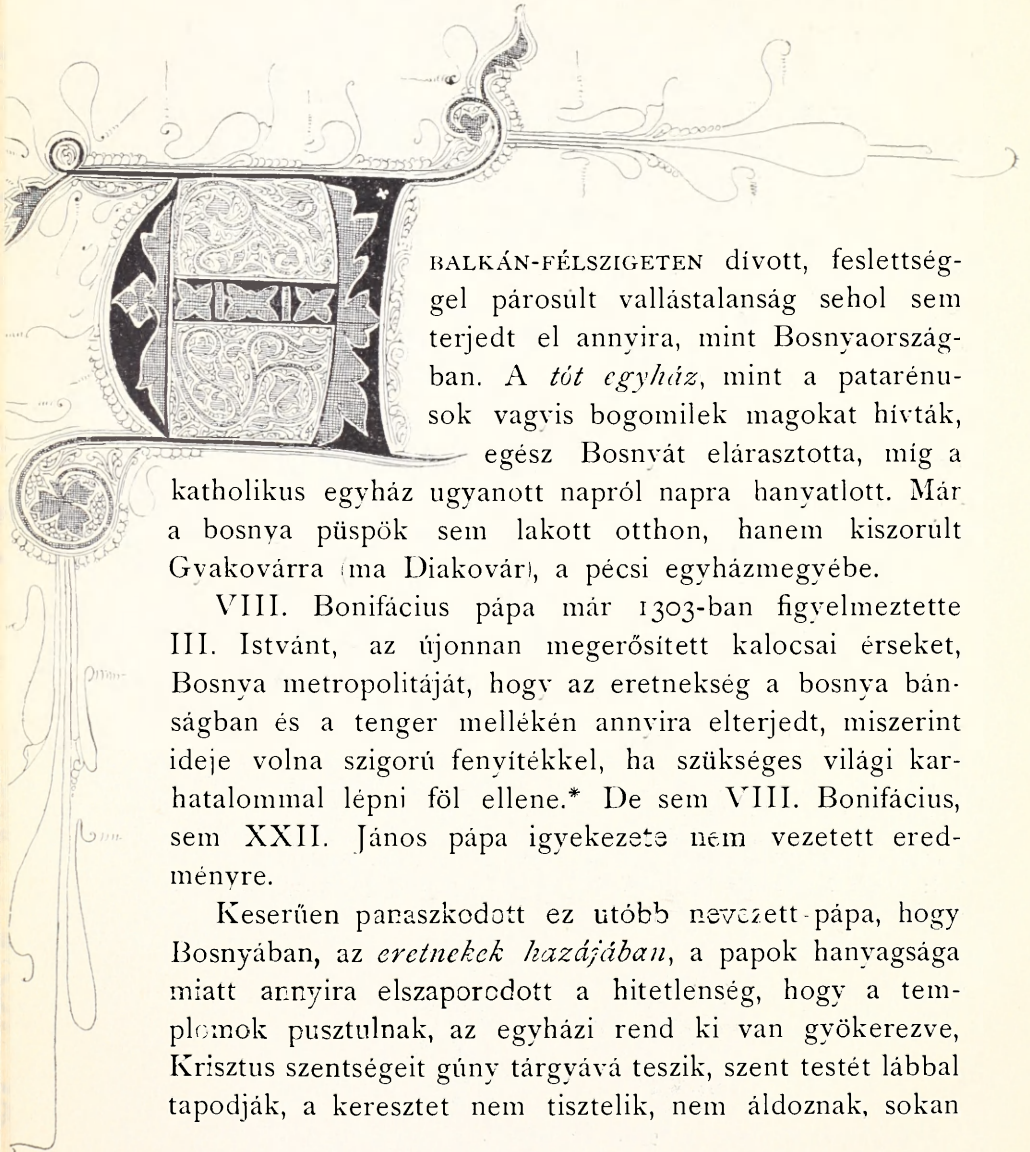 A BALKÁN-FÉLSZIGETEN dívott, feslettség-
gel párosult vallástalanság sehol sem
terjedt el annyira, mint Bosnyaország-
ban. A tót egyház, mint a patarénu-
sok vagyis bogomilek magokat hívták,
egész Bosnyát elárasztotta, míg a
katholikus egyház ugyanott napról napra hanyatlott. Már
a bosnya püspök sem lakott otthon, hanem kiszorúlt
Gyakovárra (ma Diakovár), a pécsi egyházmegyébe.
VIII. Bonifácius pápa már 1303-ban figyelmeztette
III. Istvánt, az újonnan megerősített kalocsai érseket,
Bosnya metropolitáját, hogy az eretnekség a bosnya bán-
ságban és a tenger mellékén annyira elterjedt, miszerint
ideje volna szigorú fenyítékkel, ha szükséges világi kar-
hatalommal lépni föl ellene.* De sem VIII. Bonifácius,
sem XXII. János pápa igyekezete nem vezetett ered-
ményre.
Keserűen panaszkodott ez utóbb nevezett pápa, hogy
Bosnyában, az eretnekek hazájában, a papok hanyagsága
miatt annyira elszaporodott a hitetlenség, hogy a tem-
plomok pusztulnak, az egyházi rend ki van gyökerezve,
Krisztus szentségeit gúny tárgyává teszik, szent testét lábbal
tapodják, a keresztet nem tisztelik, nem áldoznak, sokan